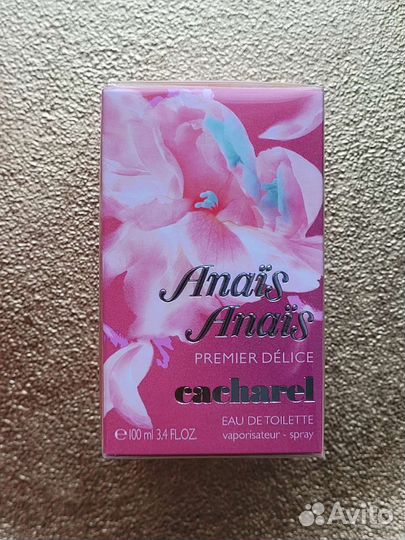 Anaïs
Anaïs
PREMIER DÉLICE
cacharel
EAU DE TOILETTE
℮100 ml 3.4 FL.OZ.
vaporisateur - spray
Avito